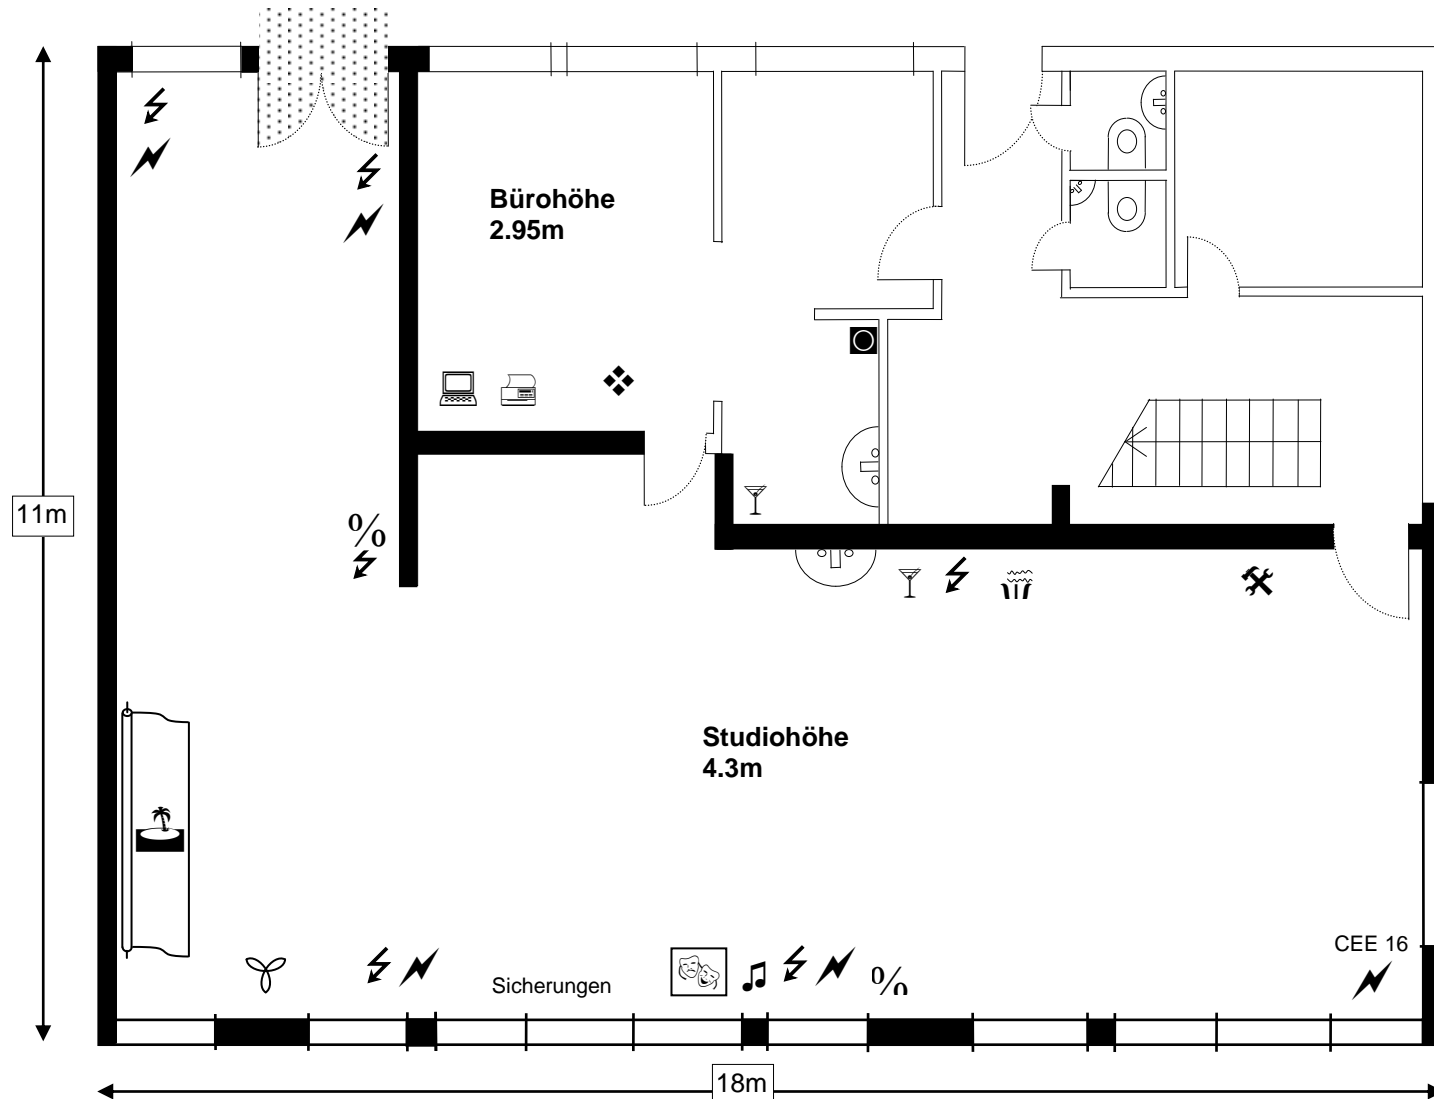 Bürohöhe
2.95m
11m
%
%
Studiohöhe
4.3m
CEE 16
Sicherungen
18m